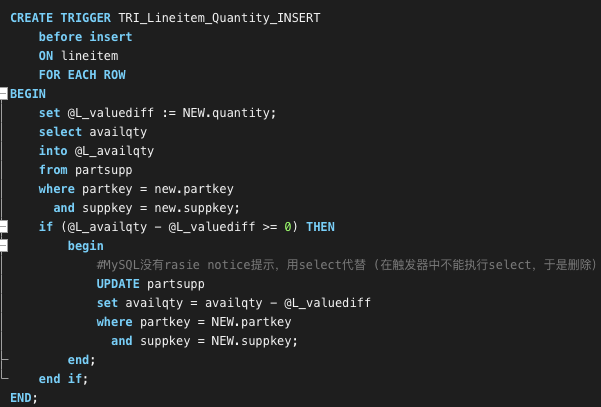 CREATE TRIGGER TRI_Lineitem_Quantity_INSERT
    before insert
    ON lineitem
    FOR EACH ROW
BEGIN
    set @L_valuediff := NEW.quantity;
    select availqty
    into @L_availqty
    from partsupp
    where partkey = new.partkey
      and suppkey = new.suppkey;
    if (@L_availqty - @L_valuediff >= 0) THEN
        begin
            #MySQL没有rasie notice提示，用select代替（在触发器中不能执行select，于是删除）
            UPDATE partsupp
            set availqty = availqty - @L_valuediff
            where partkey = NEW.partkey
              and suppkey = NEW.suppkey;
        end;
    end if;
END;